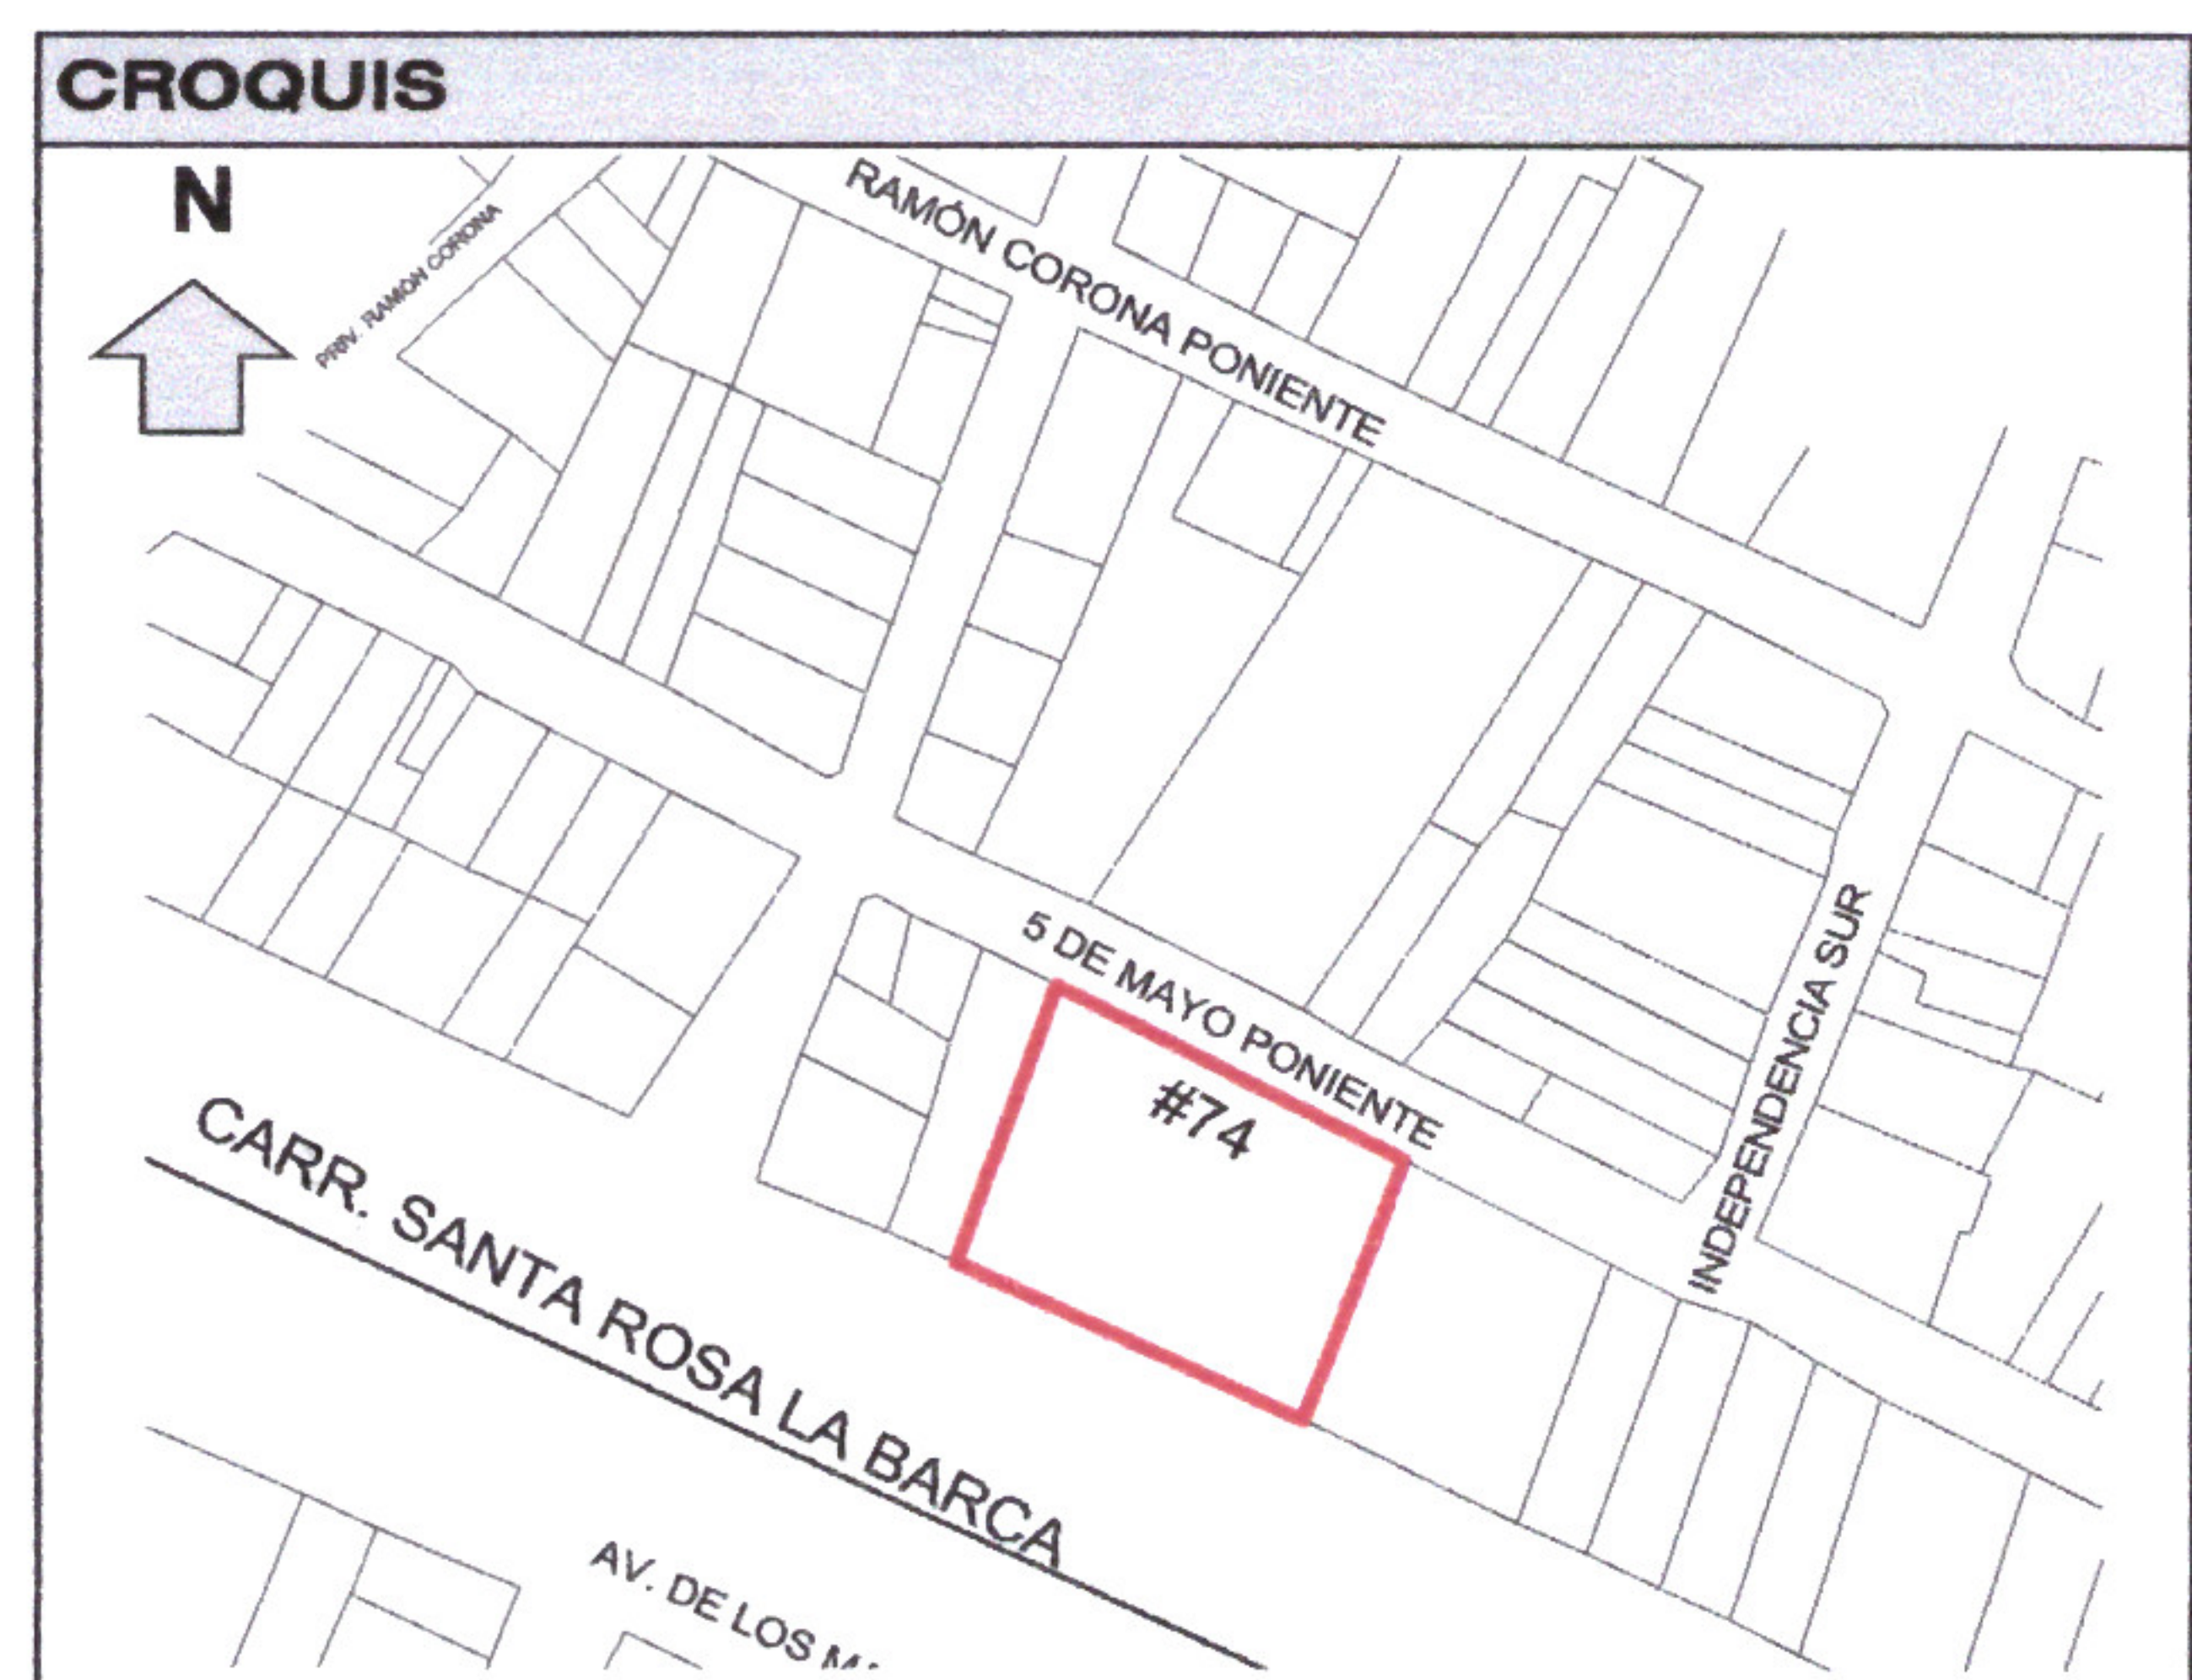 CROQUIS
N
PRIV. RAMÓN CORONA
RAMÓN CORONA PONIENTE
5 DE MAYO PONIENTE
#74
INDEPENDENCIA SUR
CARR. SANTA ROSA LA BARCA
AV. DE LOS